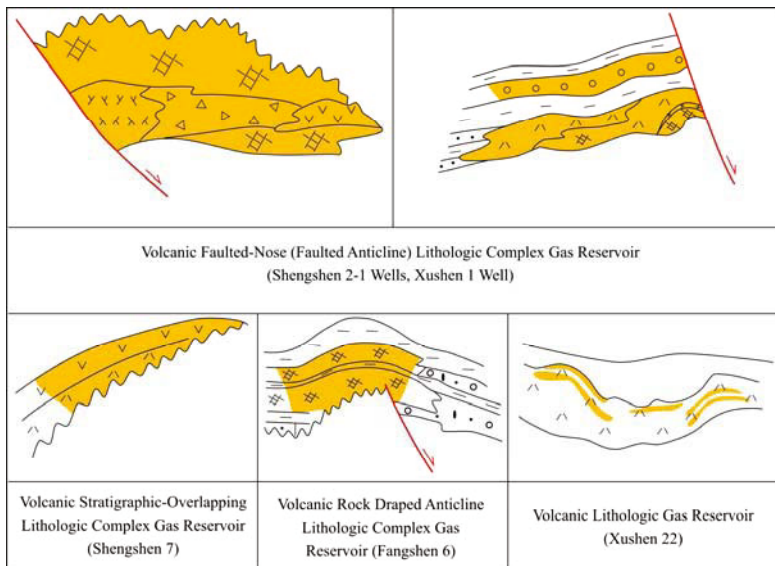 Volcanic Faulted-Nose (Faulted Anticline) Lithologic Complex Gas Reservoir
(Shengshen 2-1 Wells, Xushen 1 Well)
Volcanic Stratigraphic-Overlapping
Lithologic Complex Gas Reservoir
(Shengshen 7)
Volcanic Rock Draped Anticline
Lithologic Complex Gas
Reservoir (Fangshen 6)
Volcanic Lithologic Gas Reservoir
(Xushen 22)